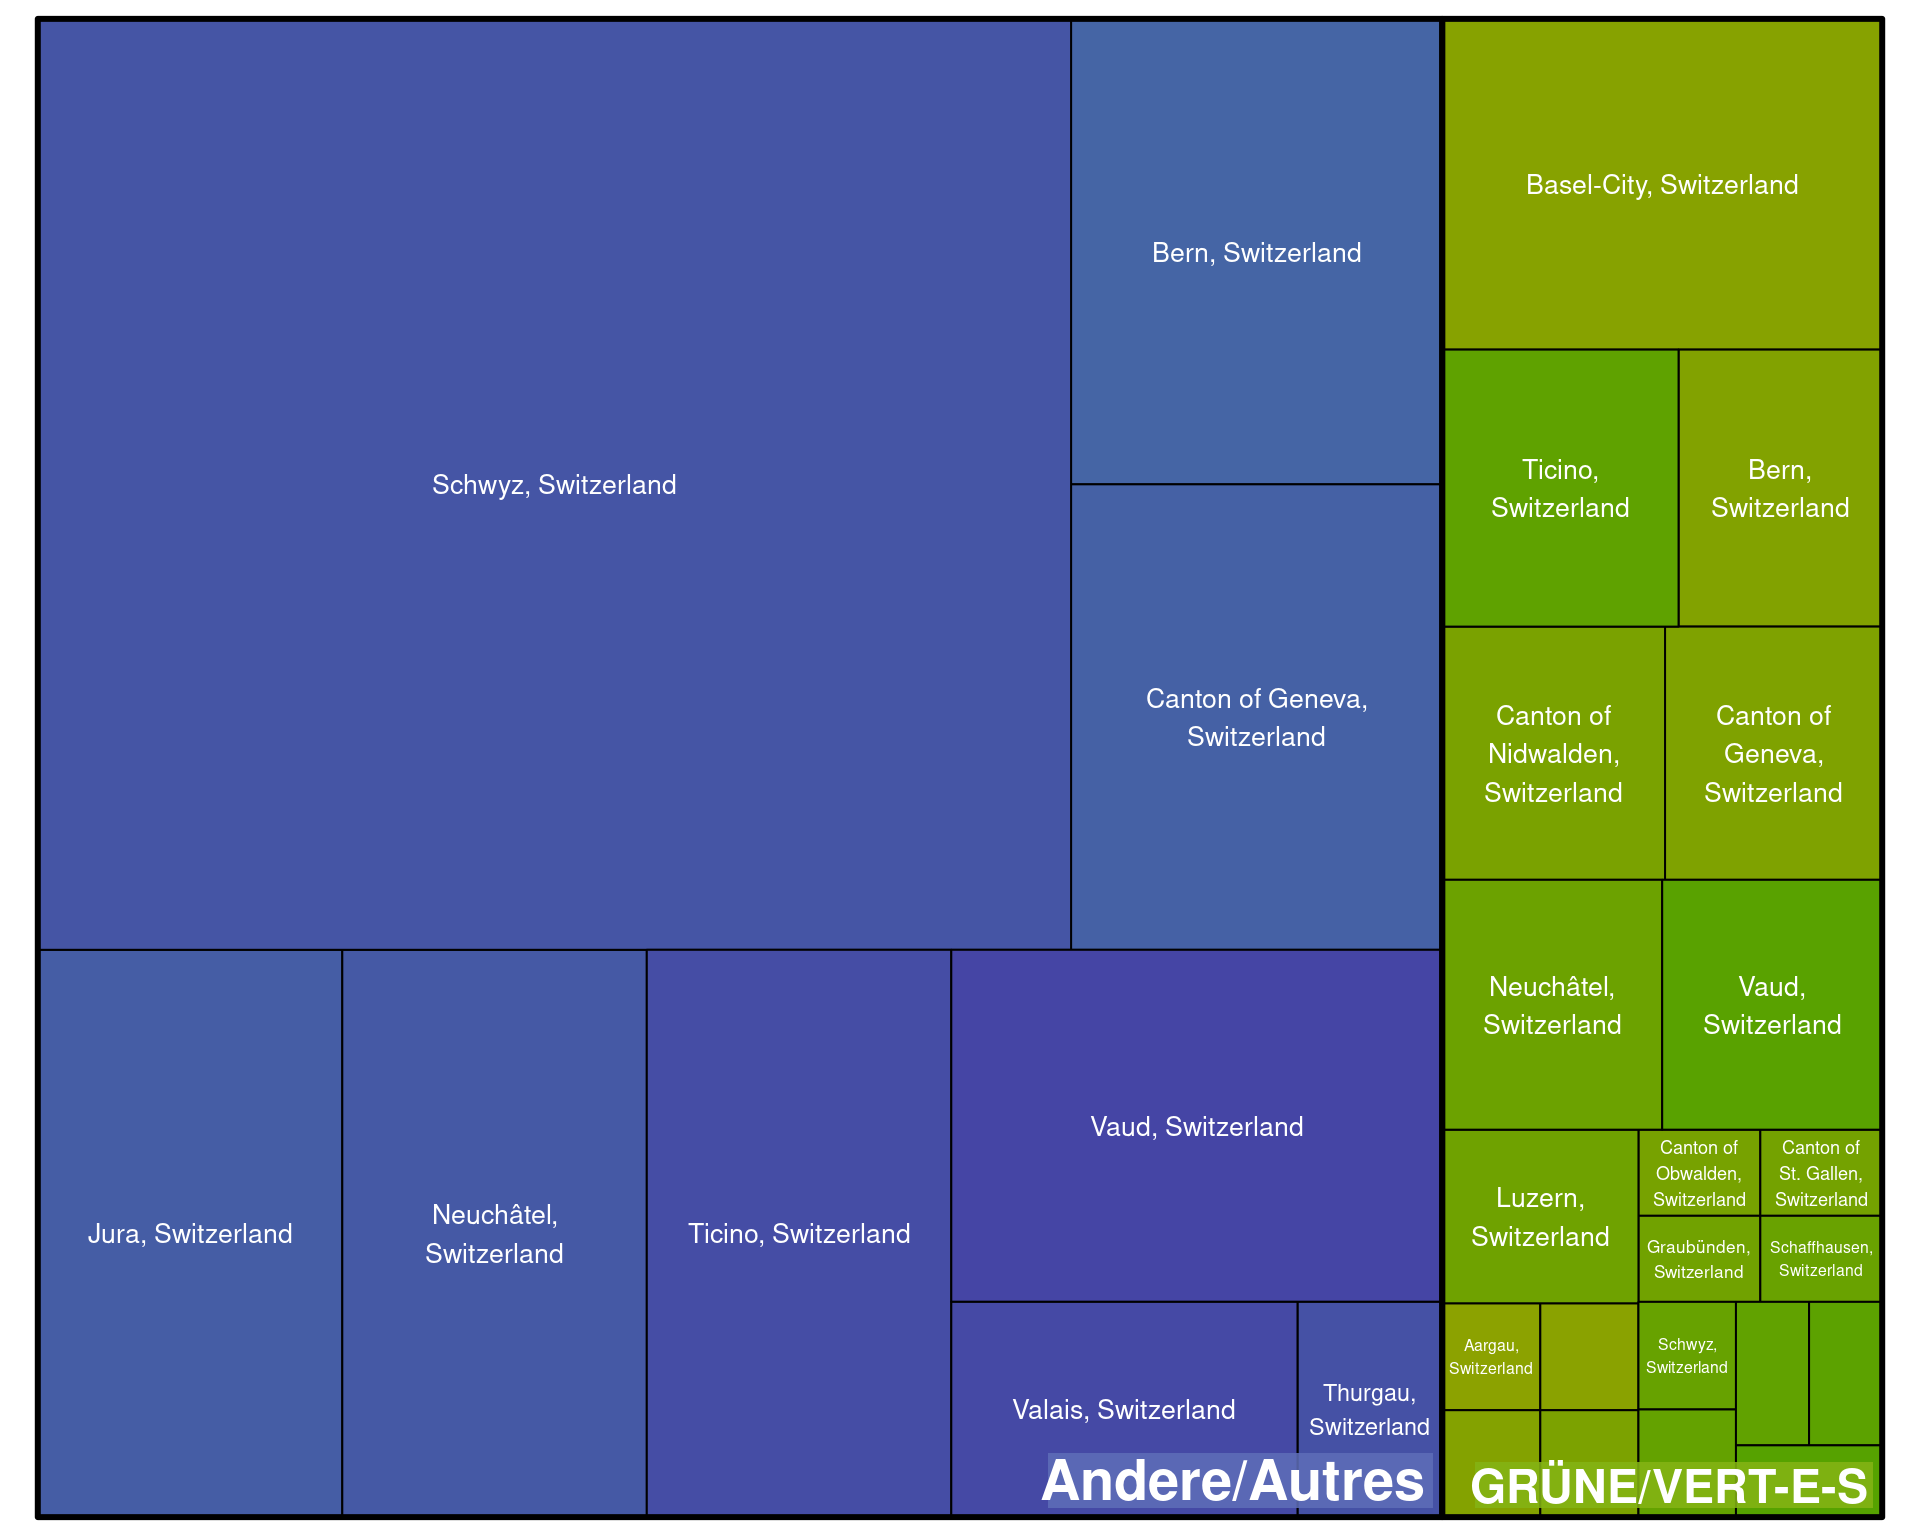 Schwyz, Switzerland
Bern, Switzerland
Canton of Geneva,
Switzerland
Jura, Switzerland
Neuchâtel,
Switzerland
Ticino, Switzerland
Vaud, Switzerland
Valais, Switzerland
Thurgau,
Switzerland
Andere/Autres
Basel-City, Switzerland
Ticino,
Switzerland
Bern,
Switzerland
Canton of
Nidwalden,
Switzerland
Canton of
Geneva,
Switzerland
Neuchâtel,
Switzerland
Vaud,
Switzerland
Luzern,
Switzerland
Canton of
Obwalden,
Switzerland
Canton of
St. Gallen,
Switzerland
Graubünden,
Switzerland
Schaffhausen,
Switzerland
Aargau,
Switzerland
Schwyz,
Switzerland
GRÜNE/VERT-E-S